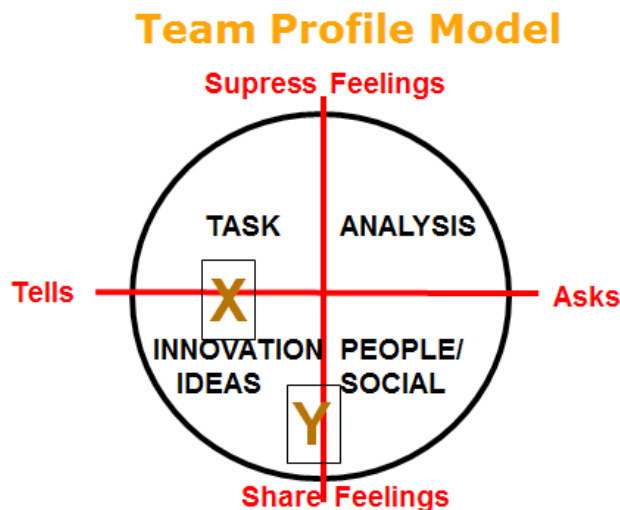 Team Profile Model
Supress Feelings
TASK ANALYSIS
Tells X Asks
INNOVATION PEOPLE/
IDEAS SOCIAL
Y
Share Feelings